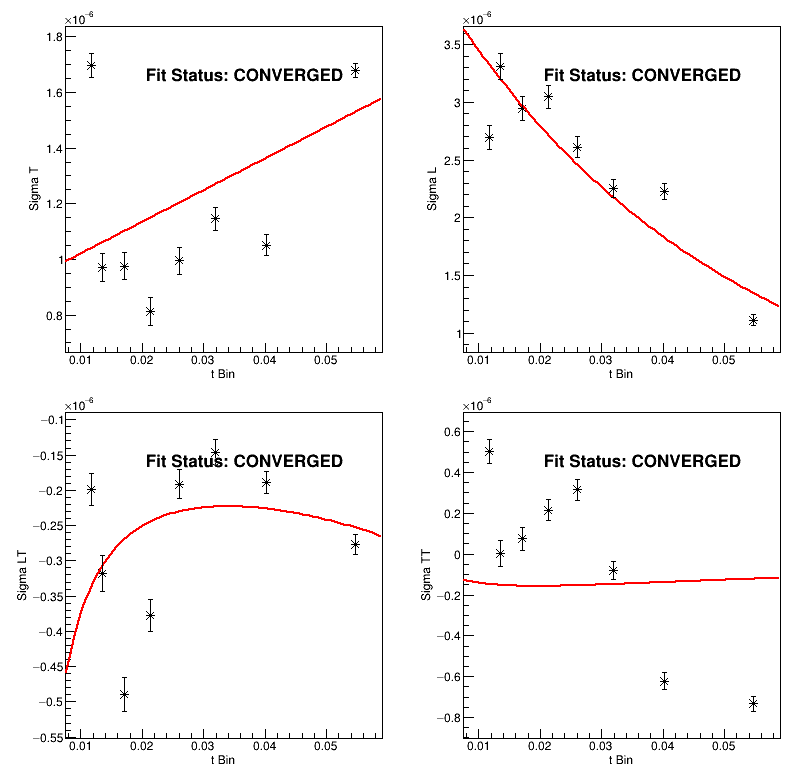 ×10⁻⁶
Fit Status: CONVERGED
Sigma T
1.8
1.6
1.4
1.2
1
0.8
0.01 0.02 0.03 0.04 0.05
t Bin
×10⁻⁶
Fit Status: CONVERGED
Sigma L
3.5
3
2.5
2
1.5
1
0.01 0.02 0.03 0.04 0.05
t Bin
×10⁻⁶
Fit Status: CONVERGED
Sigma LT
−0.1
−0.15
−0.2
−0.25
−0.3
−0.35
−0.4
−0.45
−0.5
−0.55
0.01 0.02 0.03 0.04 0.05
t Bin
×10⁻⁶
Fit Status: CONVERGED
Sigma TT
0.6
0.4
0.2
0
−0.2
−0.4
−0.6
−0.8
0.01 0.02 0.03 0.04 0.05
t Bin